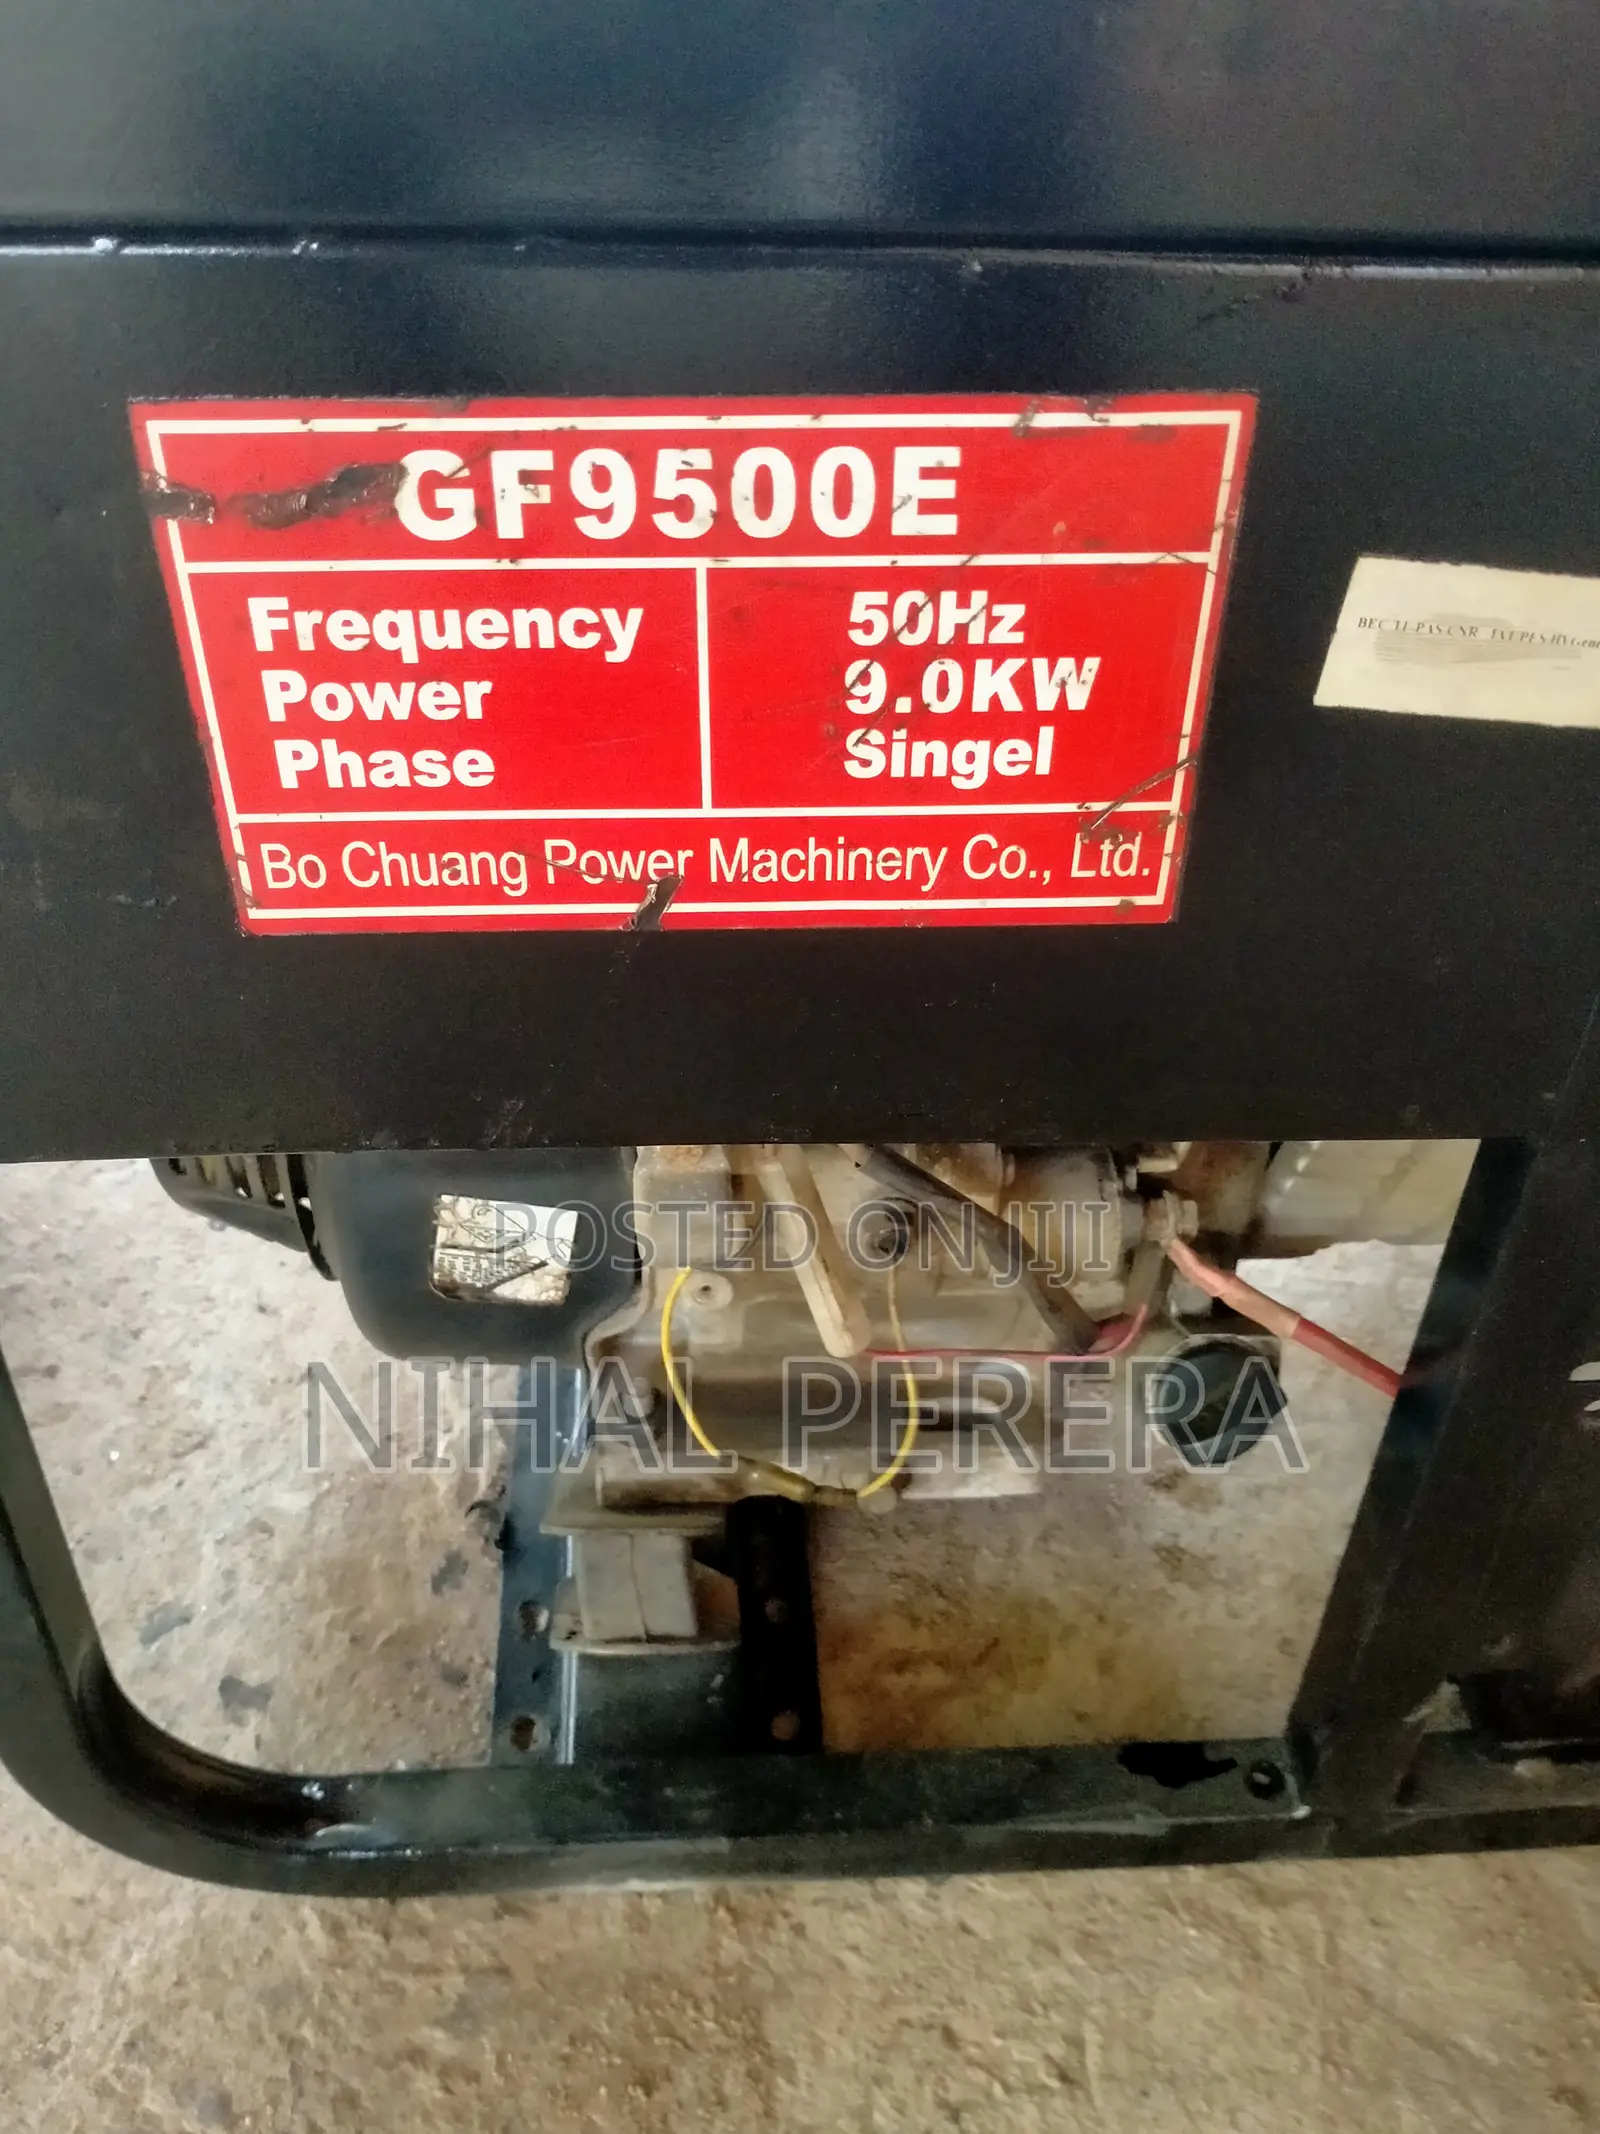 GF9500E
Frequency 50Hz
Power 9.0KW
Phase Singel
Bo Chuang Power Machinery Co., Ltd.
POSTED ON JIJI
NIHAL PERERA